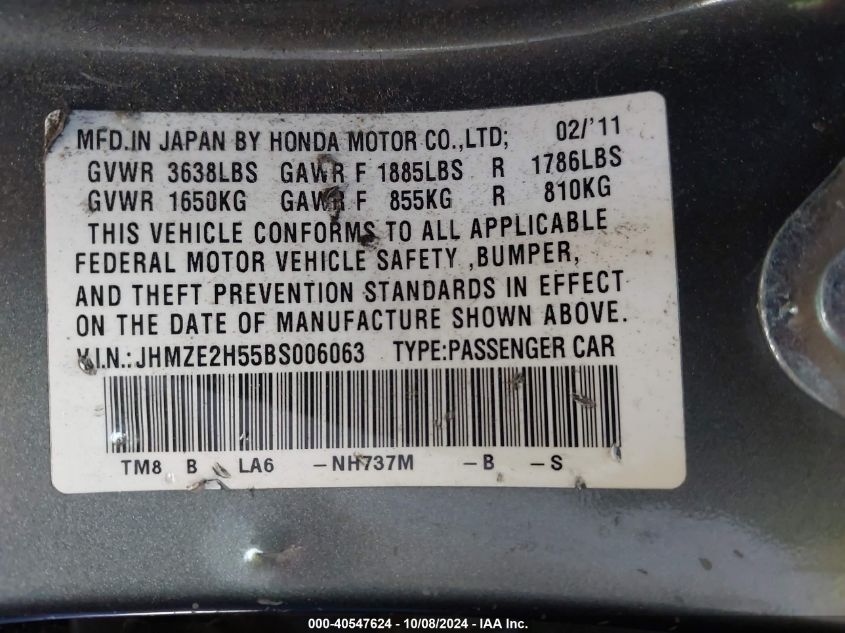 MFD.IN JAPAN BY HONDA MOTOR CO.,LTD; 02/'11
GVWR 3638LBS GAWR F 1885LBS R 1786LBS
GVWR 1650KG GAWR F 855KG R 810KG
THIS VEHICLE CONFORMS TO ALL APPLICABLE
FEDERAL MOTOR VEHICLE SAFETY ,BUMPER,
AND THEFT PREVENTION STANDARDS IN EFFECT
ON THE DATE OF MANUFACTURE SHOWN ABOVE.
V.I.N.:JHMZE2H55BS006063 TYPE:PASSENGER CAR
TM8 B LA6 -NH737M -B -S
000-40547624 - 10/08/2024 - IAA Inc.